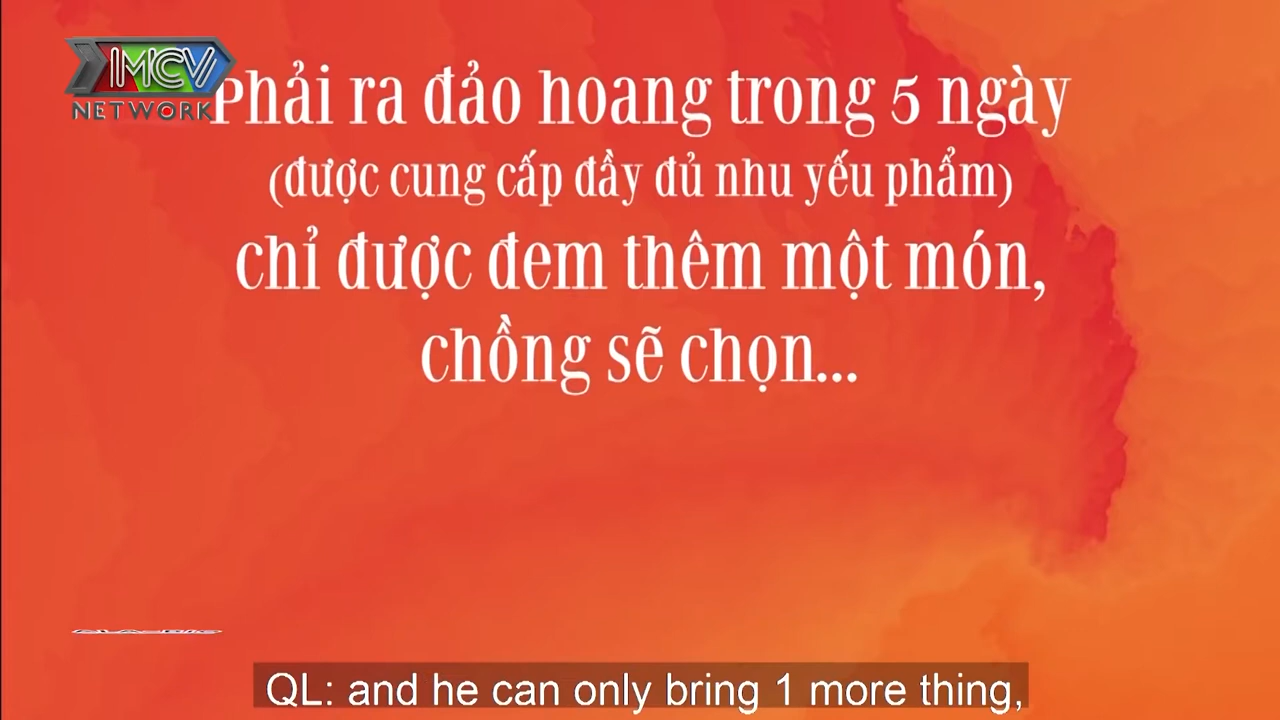 MCV
NETWORK
Phải ra đảo hoang trong 5 ngày
(được cung cấp đầy đủ nhu yếu phẩm)
chỉ được đem thêm một món,
chồng sẽ chọn...
QL: and he can only bring 1 more thing,